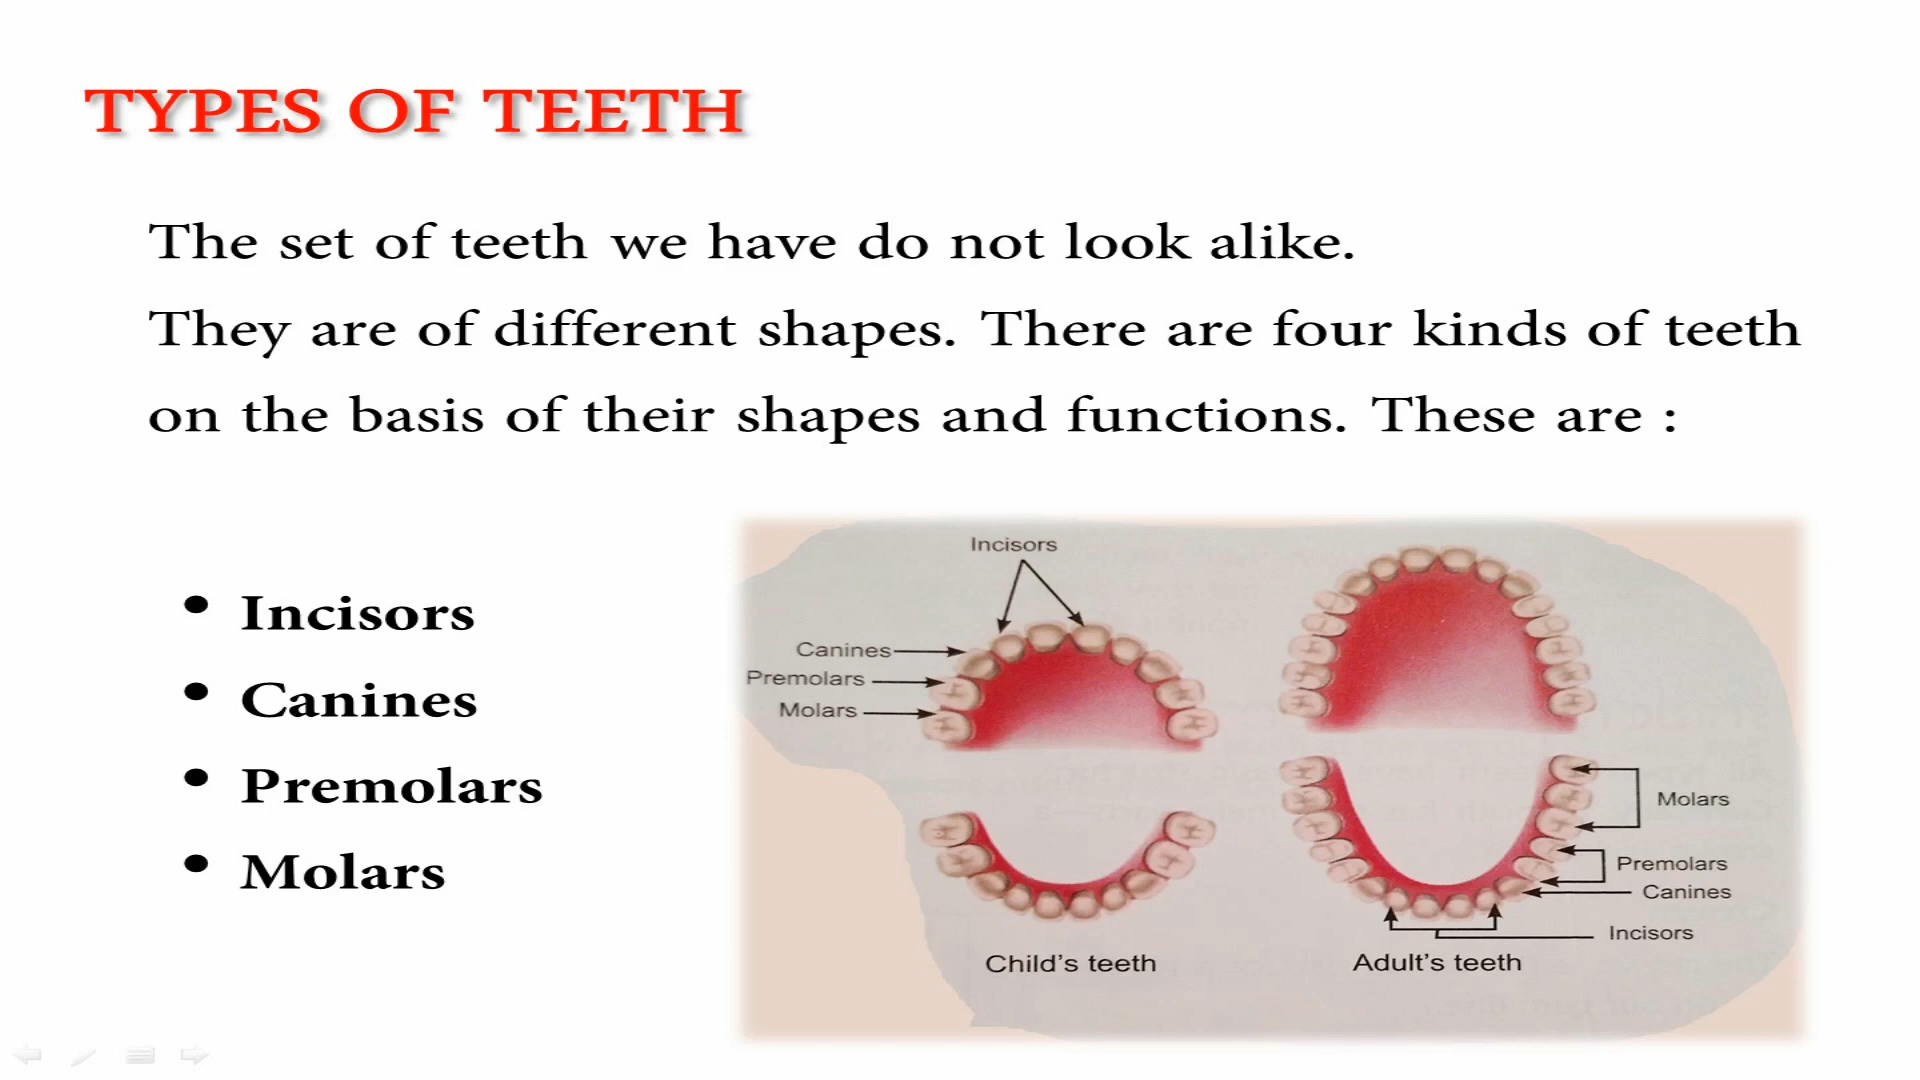 TYPES OF TEETH
The set of teeth we have do not look alike.
They are of different shapes. There are four kinds of teeth
on the basis of their shapes and functions. These are :
• Incisors
• Canines
• Premolars
• Molars
Incisors
Canines
Premolars
Molars
Child's teeth
Molars
Premolars
Canines
Incisors
Adult's teeth